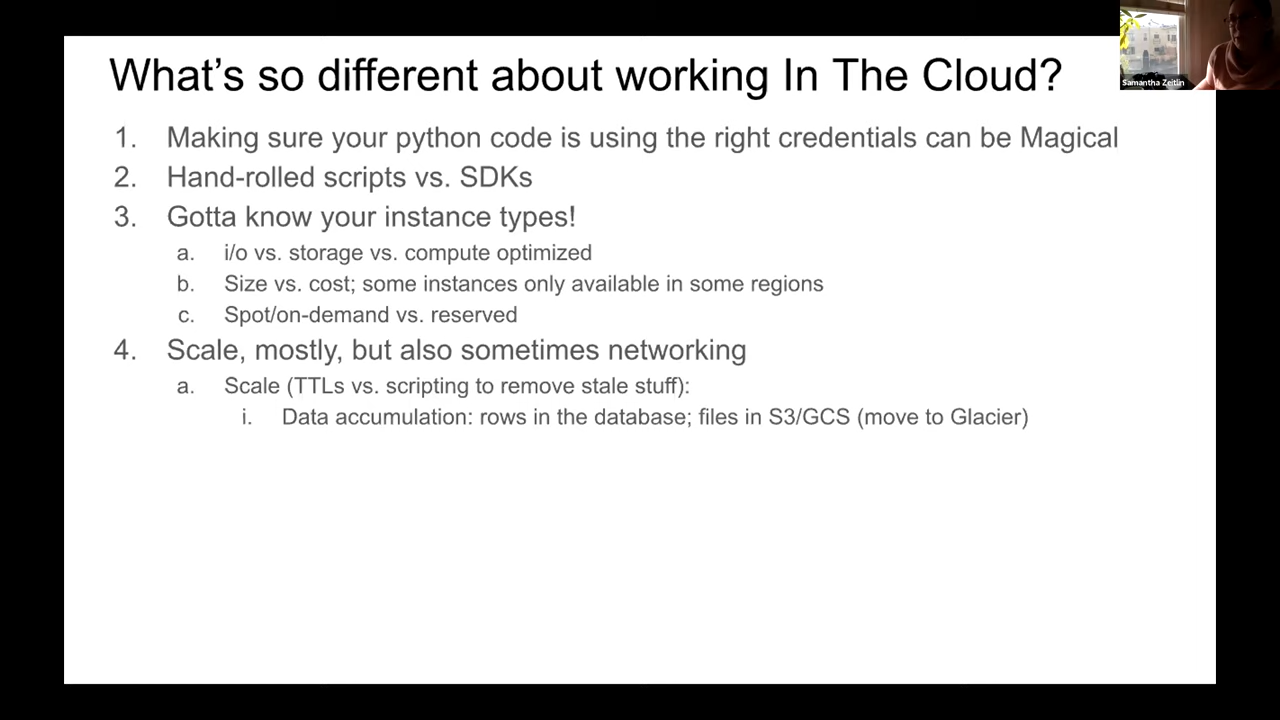 What's so different about working In The Cloud?
Samantha Zeitlin
1. Making sure your python code is using the right credentials can be Magical
2. Hand-rolled scripts vs. SDKs
3. Gotta know your instance types!
a. i/o vs. storage vs. compute optimized
b. Size vs. cost; some instances only available in some regions
c. Spot/on-demand vs. reserved
4. Scale, mostly, but also sometimes networking
a. Scale (TTLs vs. scripting to remove stale stuff):
i. Data accumulation: rows in the database; files in S3/GCS (move to Glacier)